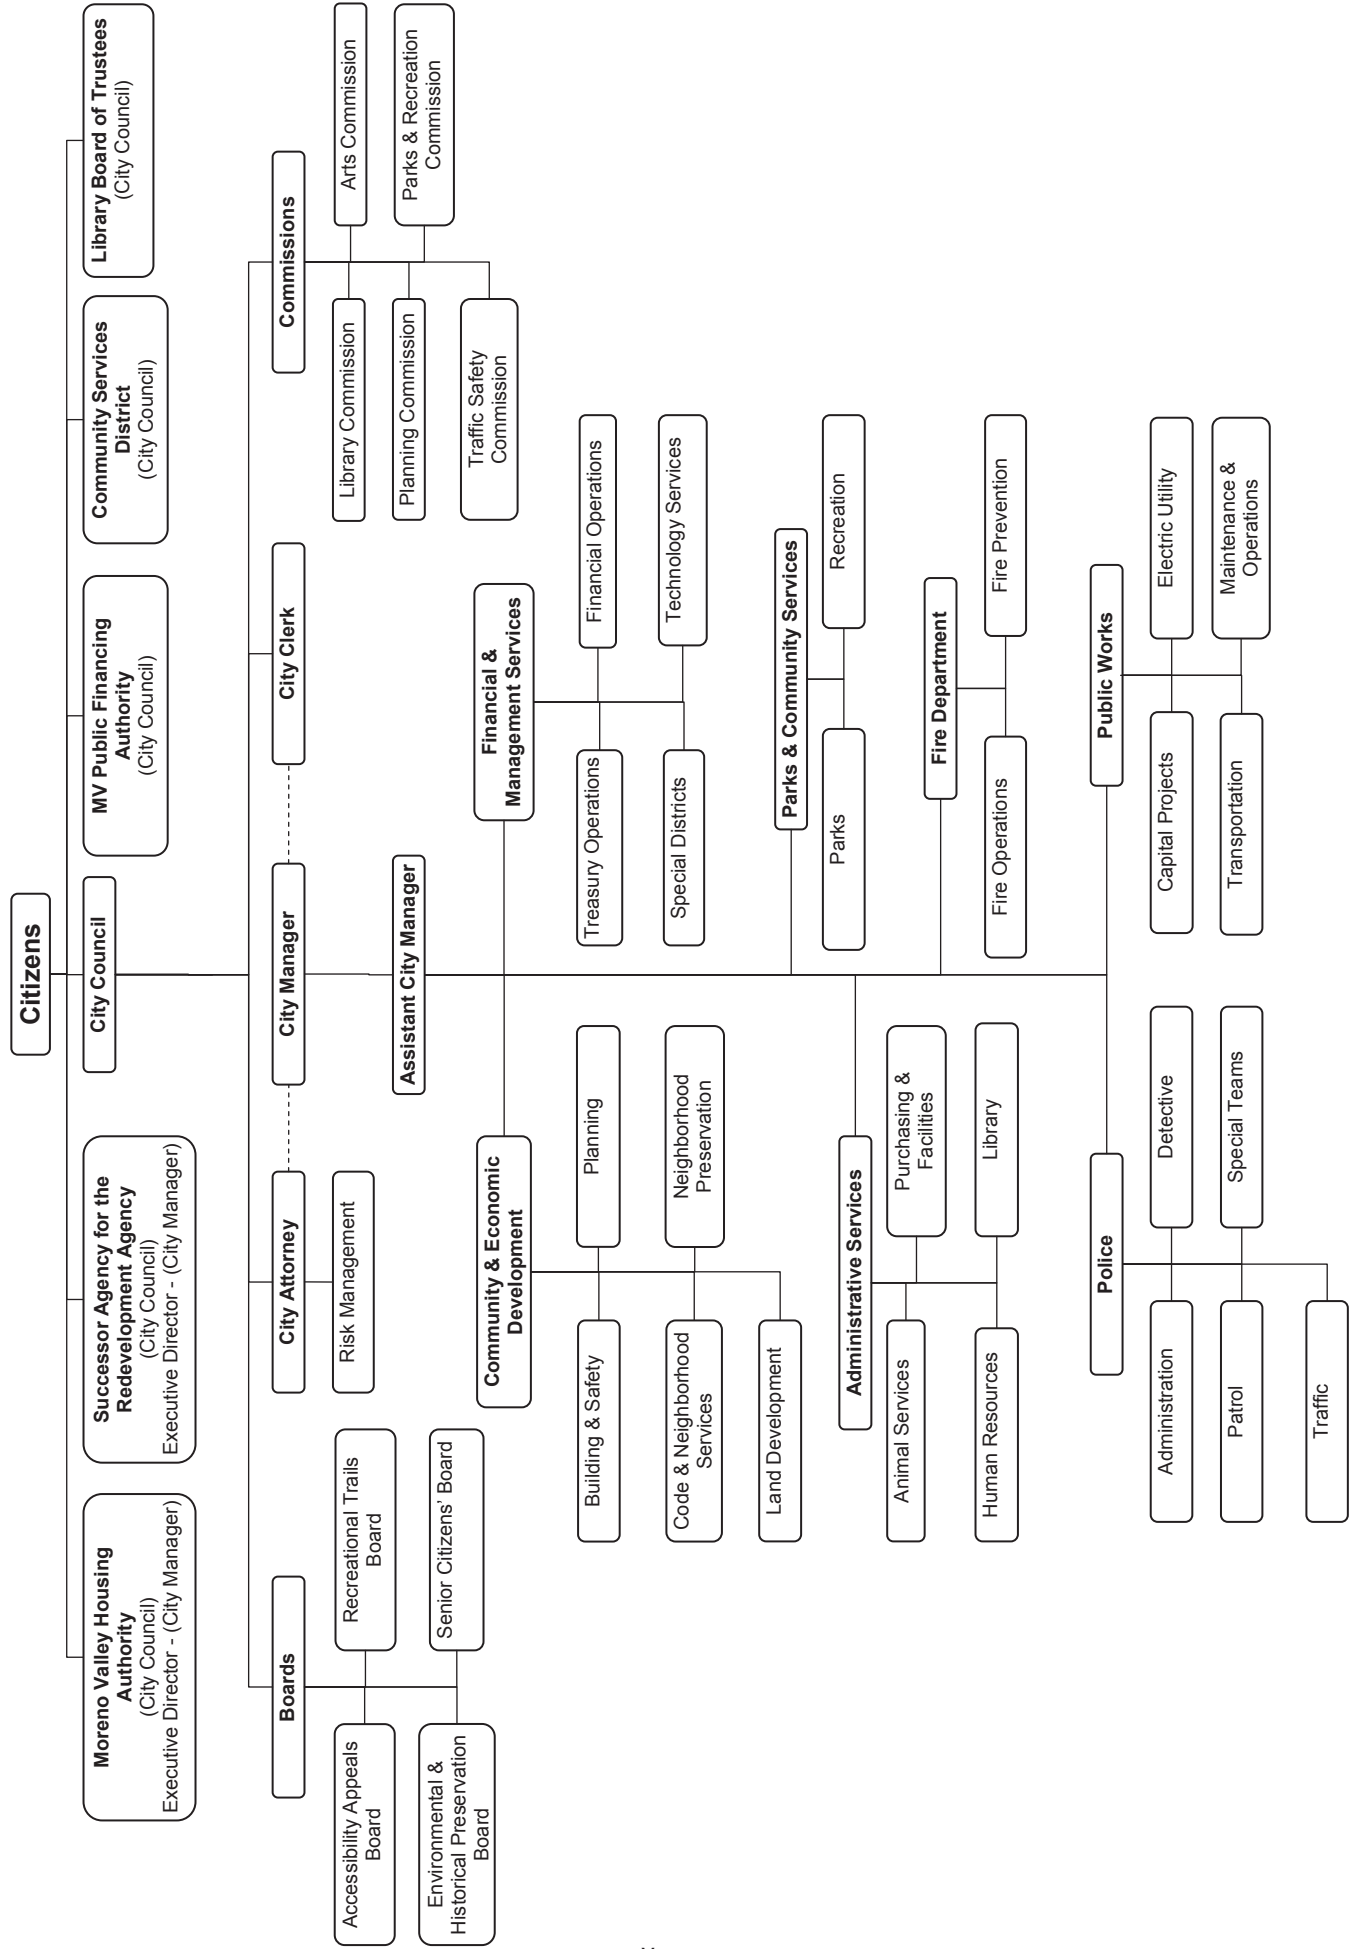 Citizens
Moreno Valley Housing
Authority
(City Council)
Executive Director - (City Manager)
Successor Agency for the
Redevelopment Agency
(City Council)
Executive Director - (City Manager)
City Council
MV Public Financing
Authority
(City Council)
Community Services
District
(City Council)
Library Board of Trustees
(City Council)
Boards
City Attorney
City Manager
City Clerk
Commissions
Accessibility Appeals
Board
Recreational Trails
Board
Environmental &
Historical Preservation
Board
Senior Citizens' Board
Risk Management
Library Commission
Arts Commission
Planning Commission
Parks & Recreation
Commission
Traffic Safety
Commission
Assistant City Manager
Community & Economic
Development
Building & Safety
Planning
Code & Neighborhood
Services
Neighborhood
Preservation
Land Development
Financial &
Management Services
Treasury Operations
Financial Operations
Special Districts
Technology Services
Parks & Community Services
Parks
Recreation
Administrative Services
Animal Services
Purchasing &
Facilities
Human Resources
Library
Fire Department
Fire Operations
Fire Prevention
Police
Administration
Detective
Patrol
Special Teams
Traffic
Public Works
Capital Projects
Electric Utility
Transportation
Maintenance &
Operations